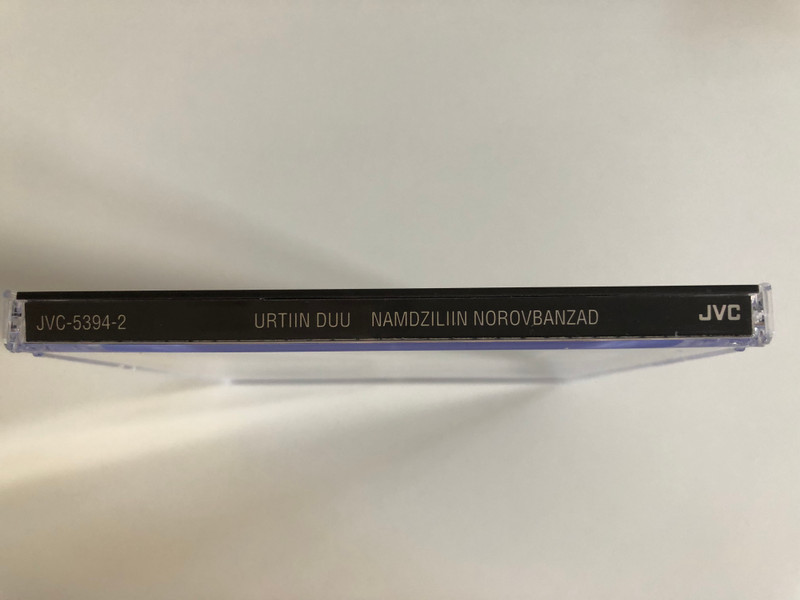 JVC-5394-2 URTIIN DUU NAMDZILIIN NOROVBANZAD JVC